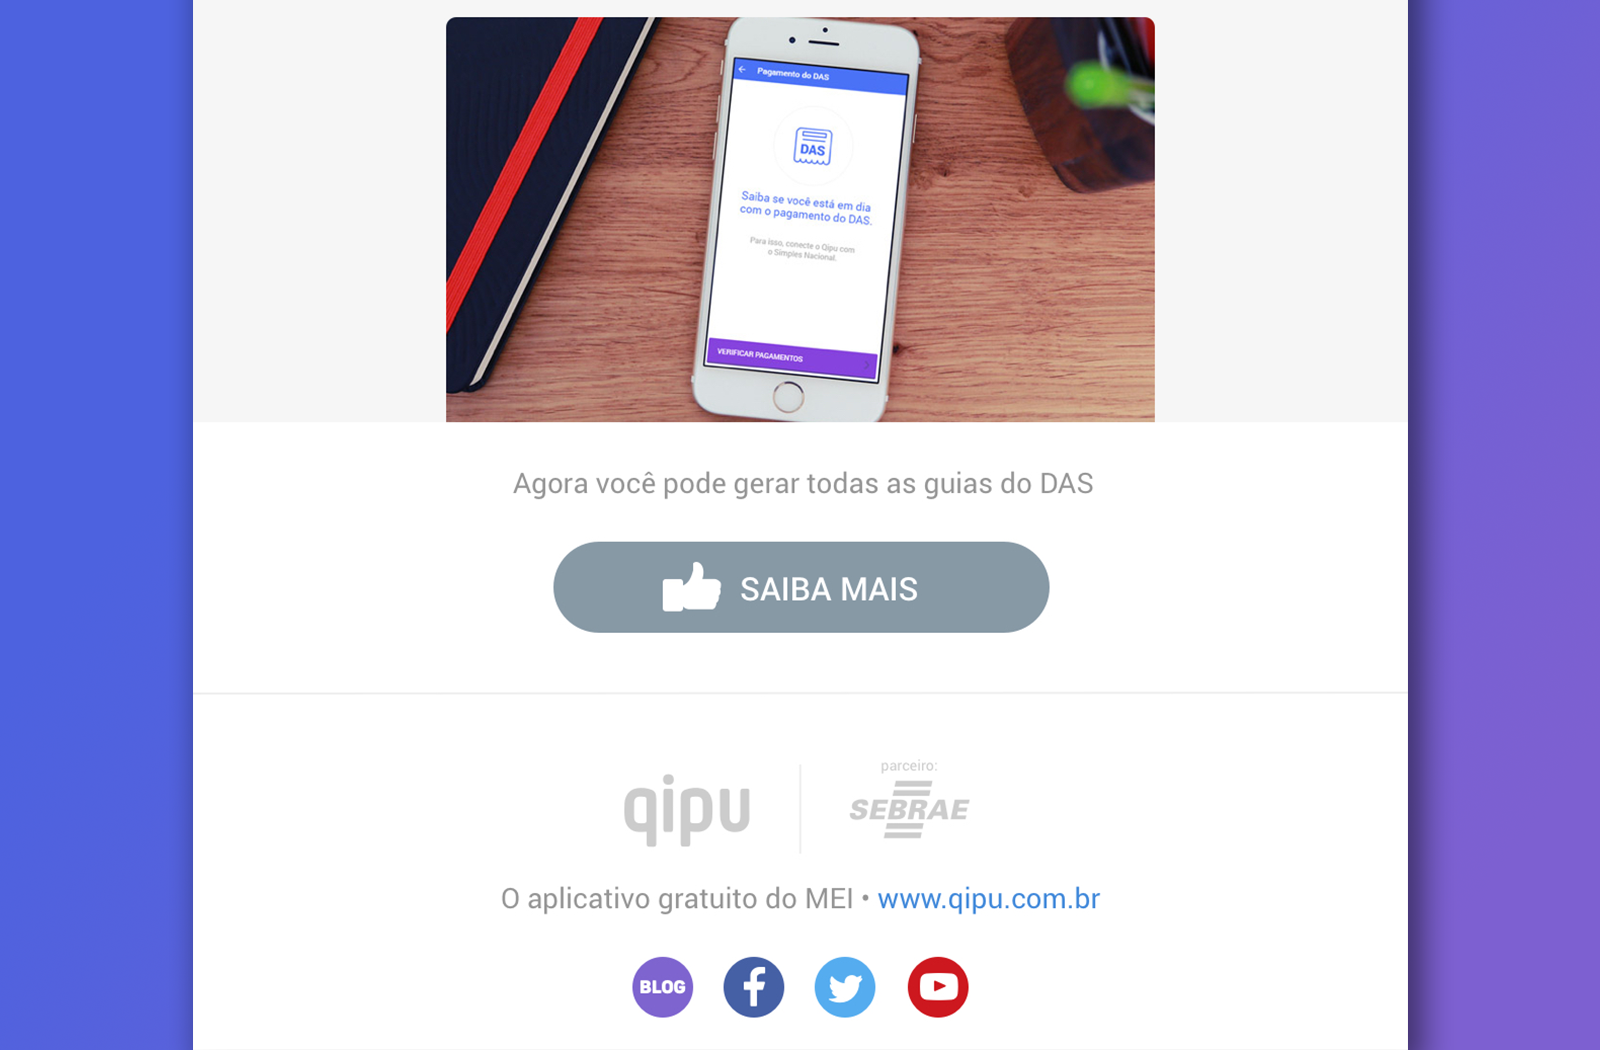 Pagamento do DAS
DAS
Saiba se você está em dia
com o pagamento do DAS.
Para isso, conecte o Qipu com
o Simples Nacional.
VERIFICAR PAGAMENTOS
Agora você pode gerar todas as guias do DAS
SAIBA MAIS
qipu
parceiro:
SEBRAE
O aplicativo gratuito do MEI • www.qipu.com.br
BLOG